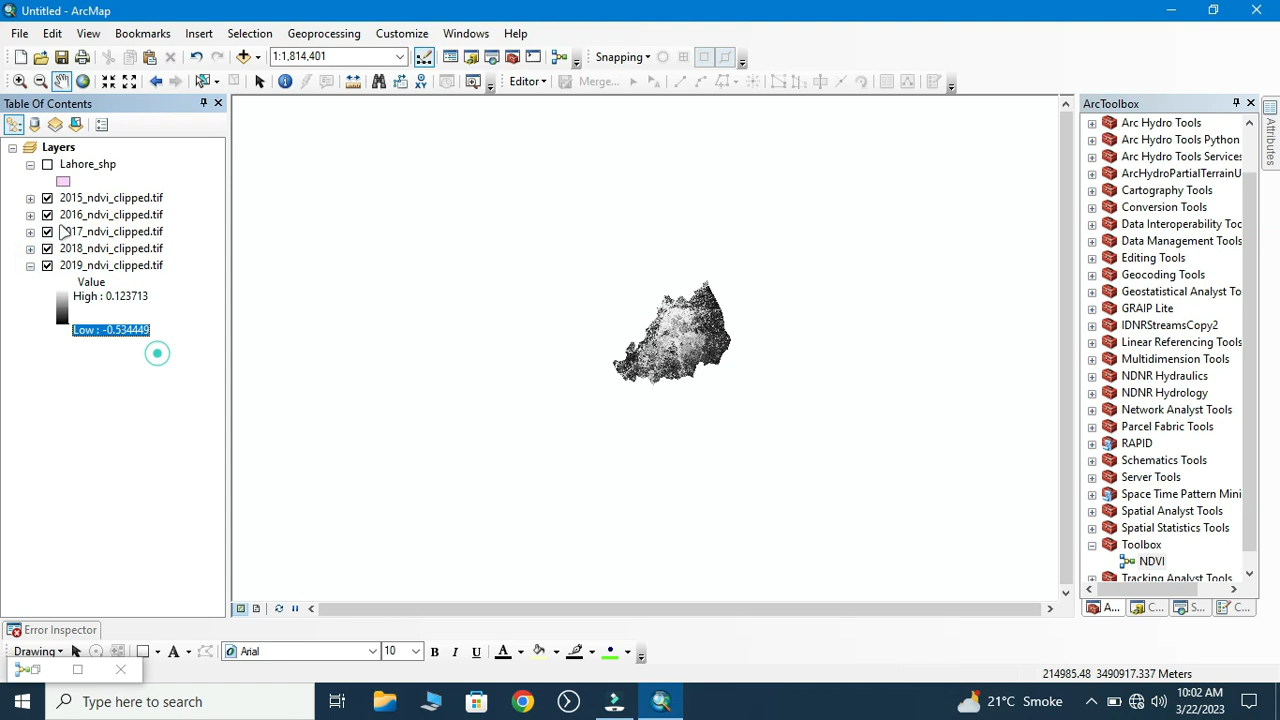 Untitled - ArcMap
File Edit View Bookmarks Insert Selection Geoprocessing Customize Windows Help
1:1,814,401
Snapping
Editor
Merge...
Table Of Contents
Layers
Lahore_shp
2015_ndvi_clipped.tif
2016_ndvi_clipped.tif
17_ndvi_clipped.tif
2018_ndvi_clipped.tif
2019_ndvi_clipped.tif
Value
High : 0.123713
Low : -0.534449
ArcToolbox
Arc Hydro Tools
Arc Hydro Tools Python
Arc Hydro Tools Services
ArcHydroPartialTerrainU
Cartography Tools
Conversion Tools
Data Interoperability Toc
Data Management Tools
Editing Tools
Geocoding Tools
Geostatistical Analyst To
GRAIP Lite
IDNRStreamsCopy2
Linear Referencing Tools
Multidimension Tools
NDNR Hydraulics
NDNR Hydrology
Network Analyst Tools
Parcel Fabric Tools
RAPID
Schematics Tools
Server Tools
Space Time Pattern Mini
Spatial Analyst Tools
Spatial Statistics Tools
Toolbox
NDVI
Tracking Analyst Tools
A... C... S... C...
Attributes
Error Inspector
Drawing
A
Arial
10
B I U A
214985.48 3490917.337 Meters
Type here to search
21°C Smoke
10:02 AM
3/22/2023